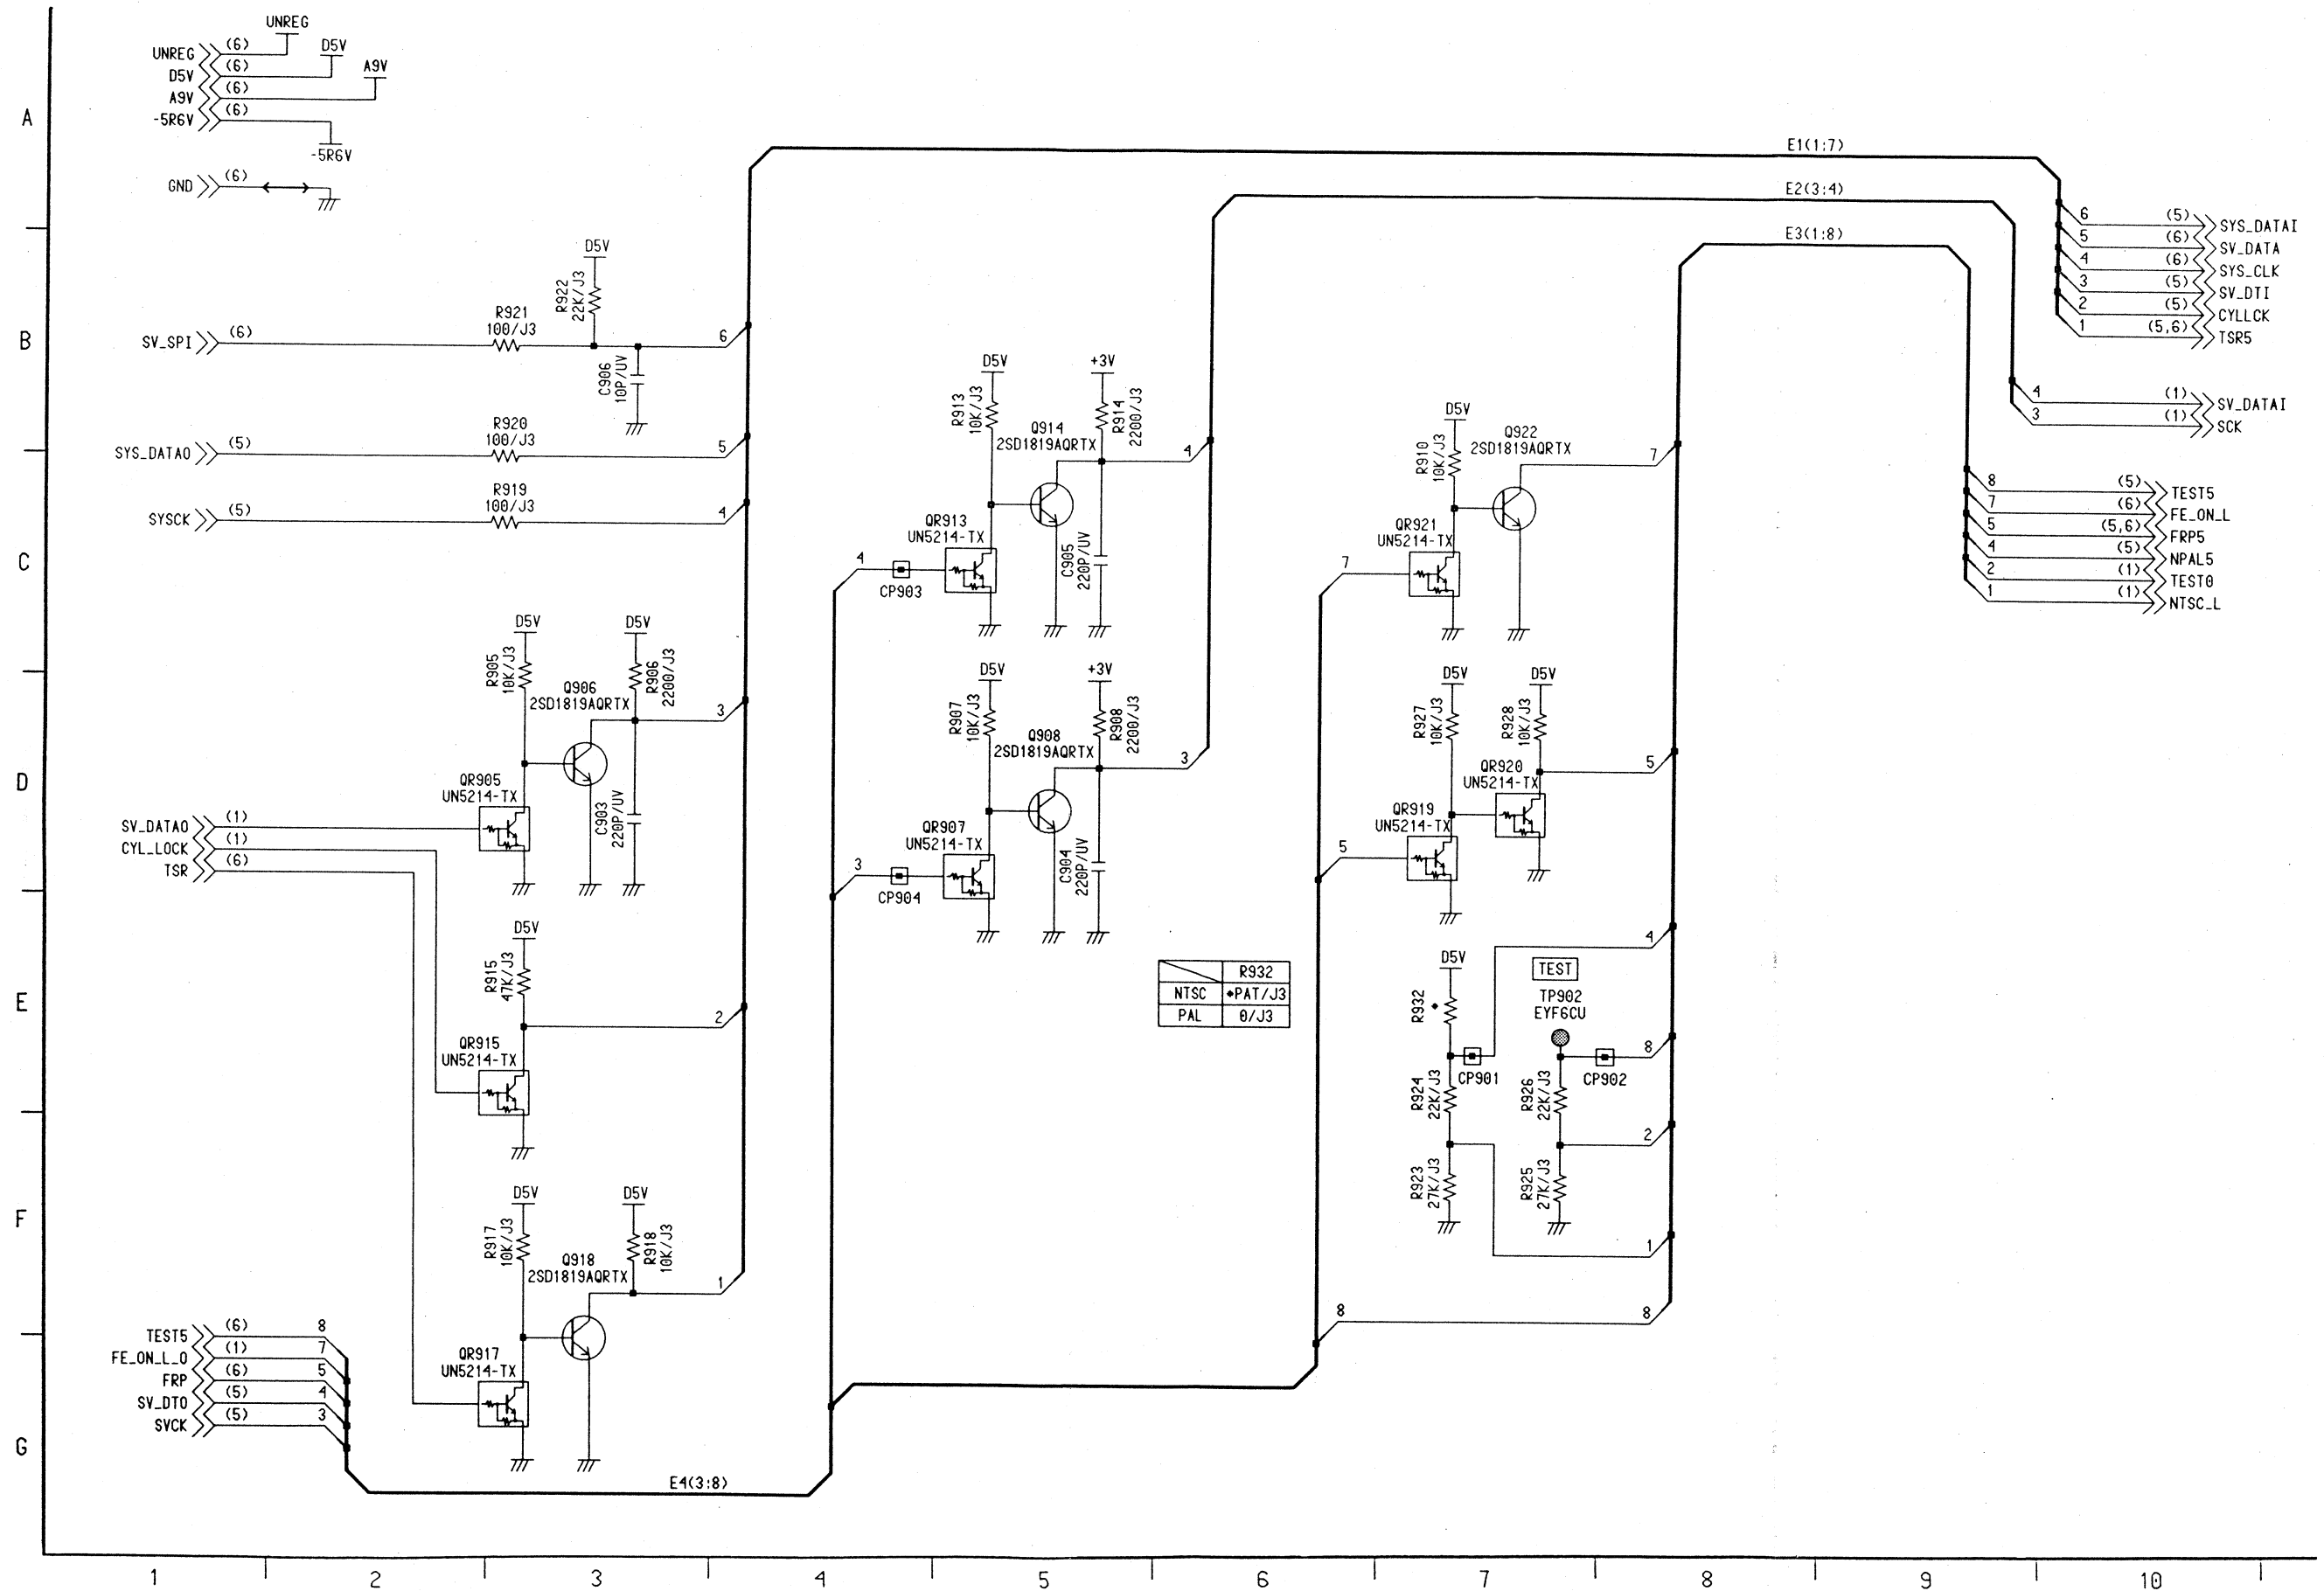 UNREG
UNREG (6)
D5V
D5V (6)
A9V
A9V (6)
-5R6V (6)
-5R6V
GND (6)
A
B
C
D
E
F
G
E1(1:7)
E2(3:4)
E3(1:8)
6 (5) SYS_DATAI
5 (6) SV_DATA
4 (6) SYS_CLK
3 (5) SV_DTI
2 (5) CYLLCK
1 (5,6) TSR5
4 (1) SV_DATAI
3 (1) SCK
8 (5) TEST5
7 (6) FE_ON_L
5 (5,6) FRP5
4 (5) NPAL5
2 (1) TEST0
1 (1) NTSC_L
D5V
R922
22K/J3
R921
100/J3
SV_SPI (6)
6
C906
10P/UV
R920
100/J3
SYS_DATAO (5)
5
R919
100/J3
SYSCK (5)
4
D5V
R905
10K/J3
D5V
R906
2200/J3
Q906
2SD1819AQRTX
3
QR905
UN5214-TX
C903
220P/UV
SV_DATAO (1)
CYL_LOCK (1)
TSR (6)
D5V
R915
47K/J3
2
QR915
UN5214-TX
D5V
R917
10K/J3
D5V
R918
10K/J3
Q918
2SD1819AQRTX
1
QR917
UN5214-TX
TEST5 (6) 8
FE_ON_L_O (1) 7
FRP (6) 5
SV_DTO (5) 4
SVCK (5) 3
E4(3:8)
D5V
R913
10K/J3
+3V
R914
2200/J3
Q914
2SD1819AQRTX
4
QR913
UN5214-TX
C905
220P/UV
4
CP903
D5V
R907
10K/J3
+3V
R908
2200/J3
Q908
2SD1819AQRTX
3
QR907
UN5214-TX
C904
220P/UV
3
CP904
D5V
R910
10K/J3
Q922
2SD1819AQRTX
7
QR921
UN5214-TX
7
D5V
R927
10K/J3
D5V
R928
10K/J3
QR920
UN5214-TX
5
QR919
UN5214-TX
5
R932
NTSC ◆PAT/J3
PAL 0/J3
D5V
R932 ◆
4
TEST
TP902
EYF6CU
8
CP901
CP902
R924
22K/J3
R926
22K/J3
2
R923
27K/J3
R925
27K/J3
1
8
8
1 2 3 4 5 6 7 8 9 10